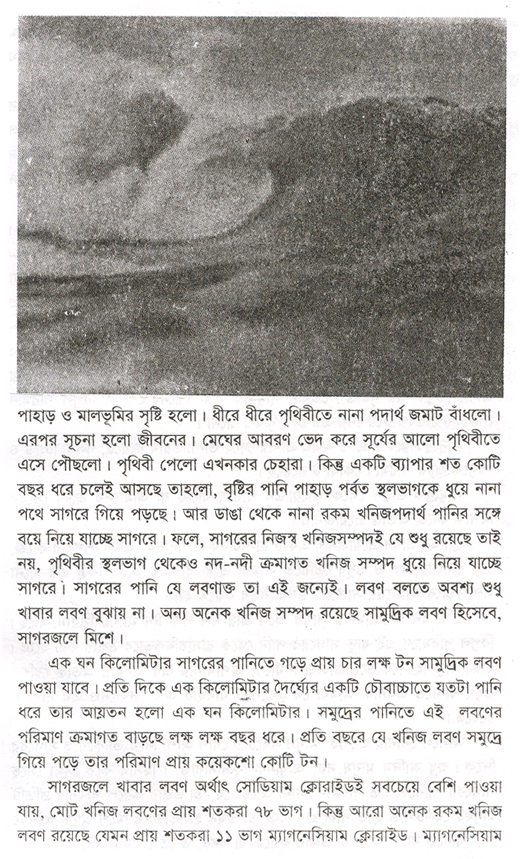 পাহাড় ও মালভূমির সৃষ্টি হলো। ধীরে ধীরে পৃথিবীতে নানা পদার্থ জমাট বাঁধলো।
এরপর সূচনা হলো জীবনের। মেঘের আবরণ ভেদ করে সূর্যের আলো পৃথিবীতে
এসে পৌছলো। পৃথিবী পেলো এখনকার চেহারা। কিন্তু একটি ব্যাপার শত কোটি
বছর ধরে চলেই আসছে তাহলো, বৃষ্টির পানি পাহাড় পর্বত স্থলভাগকে ধুয়ে নানা
পথে সাগরে গিয়ে পড়ছে। আর ডাঙা থেকে নানা রকম খনিজপদার্থ পানির সঙ্গে
বয়ে নিয়ে যাচ্ছে সাগরে। ফলে, সাগরের নিজস্ব খনিজসম্পদই যে শুধু রয়েছে তাই
নয়, পৃথিবীর স্থলভাগ থেকেও নদ-নদী ক্রমাগত খনিজ সম্পদ ধুয়ে নিয়ে যাচ্ছে
সাগরে। সাগরের পানি যে লবণাক্ত তা এই জন্যেই। লবণ বলতে অবশ্য শুধু
খাবার লবণ বুঝায় না। অন্য অনেক খনিজ সম্পদ রয়েছে সামুদ্রিক লবণ হিসেবে,
সাগরজলে মিশে।
এক ঘন কিলোমিটার সাগরের পানিতে গড়ে প্রায় চার লক্ষ টন সামুদ্রিক লবণ
পাওয়া যাবে। প্রতি দিকে এক কিলোমিটার দৈর্ঘ্যের একটি চৌবাচ্চাতে যতটা পানি
ধরে তার আয়তন হলো এক ঘন কিলোমিটার। সমুদ্রের পানিতে এই লবণের
পরিমাণ ক্রমাগত বাড়ছে লক্ষ লক্ষ বছর ধরে। প্রতি বছরে যে খনিজ লবণ সমুদ্রে
গিয়ে পড়ে তার পরিমাণ প্রায় কয়েকশো কোটি টন।
সাগরজলে খাবার লবণ অর্থাৎ সোডিয়াম ক্লোরাইডই সবচেয়ে বেশি পাওয়া
যায়, মোট খনিজ লবণের প্রায় শতকরা ৭৮ ভাগ। কিন্তু আরো অনেক রকম খনিজ
লবণ রয়েছে যেমন প্রায় শতকরা ১১ ভাগ ম্যাগনেসিয়াম ক্লোরাইড। ম্যাগনেসিয়াম